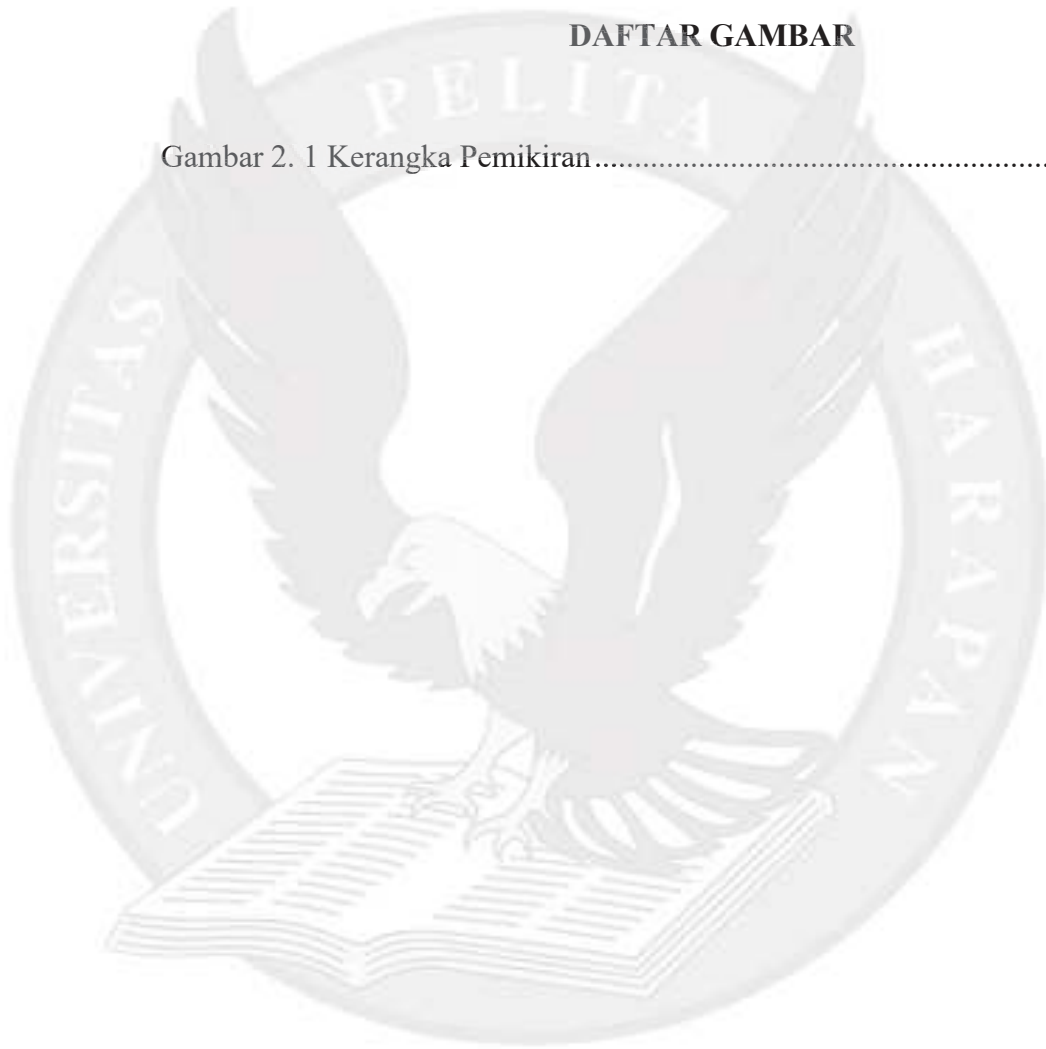 DAFTAR GAMBAR
PELITA
Gambar 2. 1 Kerangka Pemikiran..........................................................
UNIVERSITAS
HARAPAN